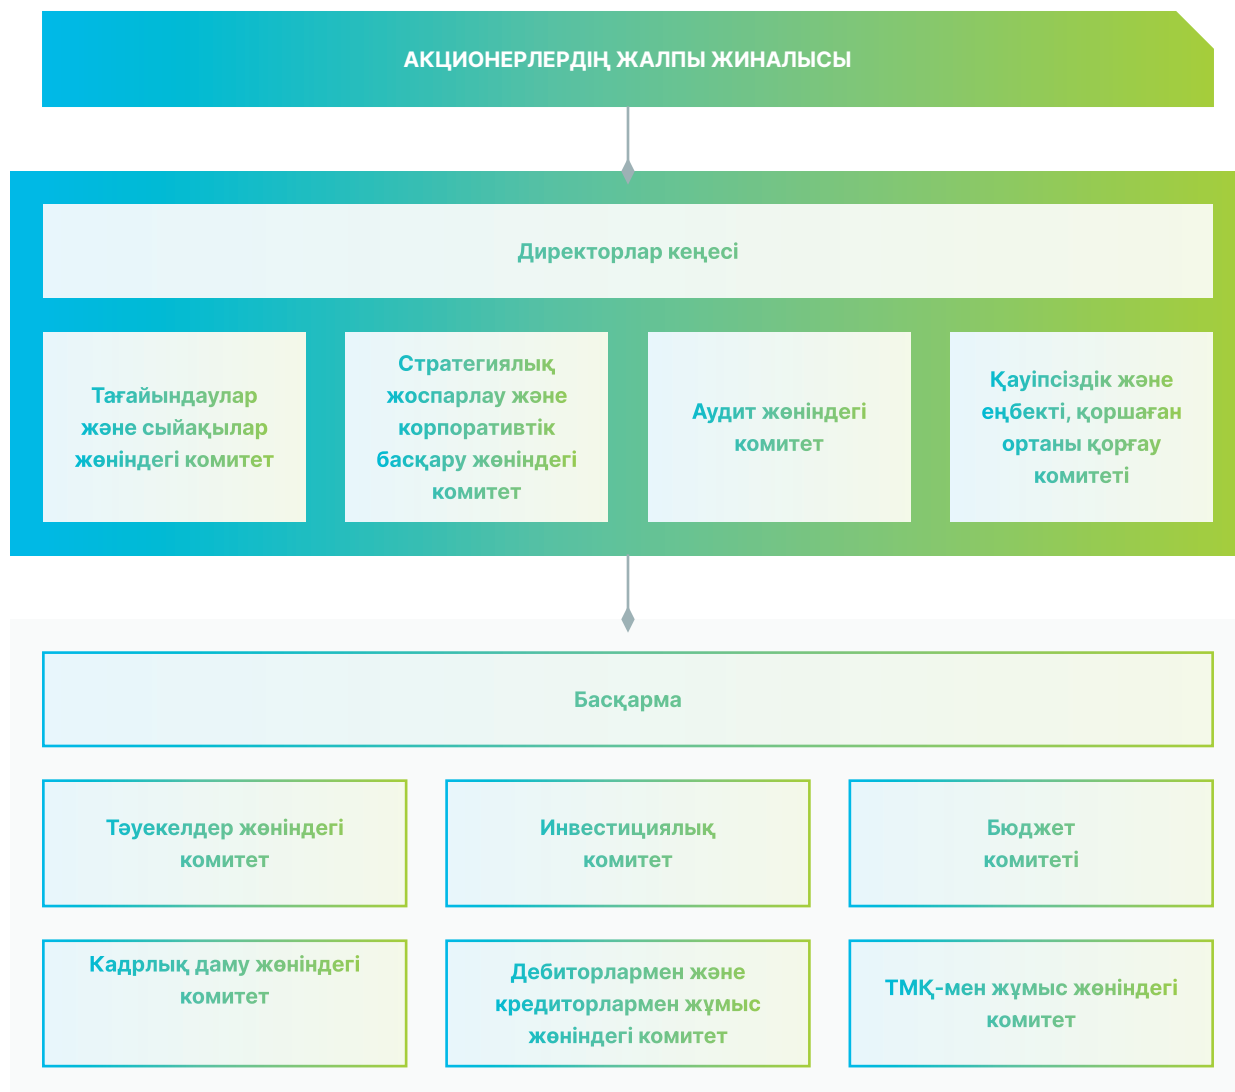 АКЦИОНЕРЛЕРДІҢ ЖАЛПЫ ЖИНАЛЫСЫ
Директорлар кеңесі
Тағайындаулар
және сыйақылар
жөніндегі комитет
Стратегиялық
жоспарлау және
корпоративтік
басқару жөніндегі
комитет
Аудит жөніндегі
комитет
Қауіпсіздік және
еңбекті, қоршаған
ортаны қорғау
комитеті
Басқарма
Тәуекелдер жөніндегі
комитет
Инвестициялық
комитет
Бюджет
комитеті
Кадрлық даму жөніндегі
комитет
Дебиторлармен және
кредиторлармен жұмыс
жөніндегі комитет
ТМҚ-мен жұмыс жөніндегі
комитет